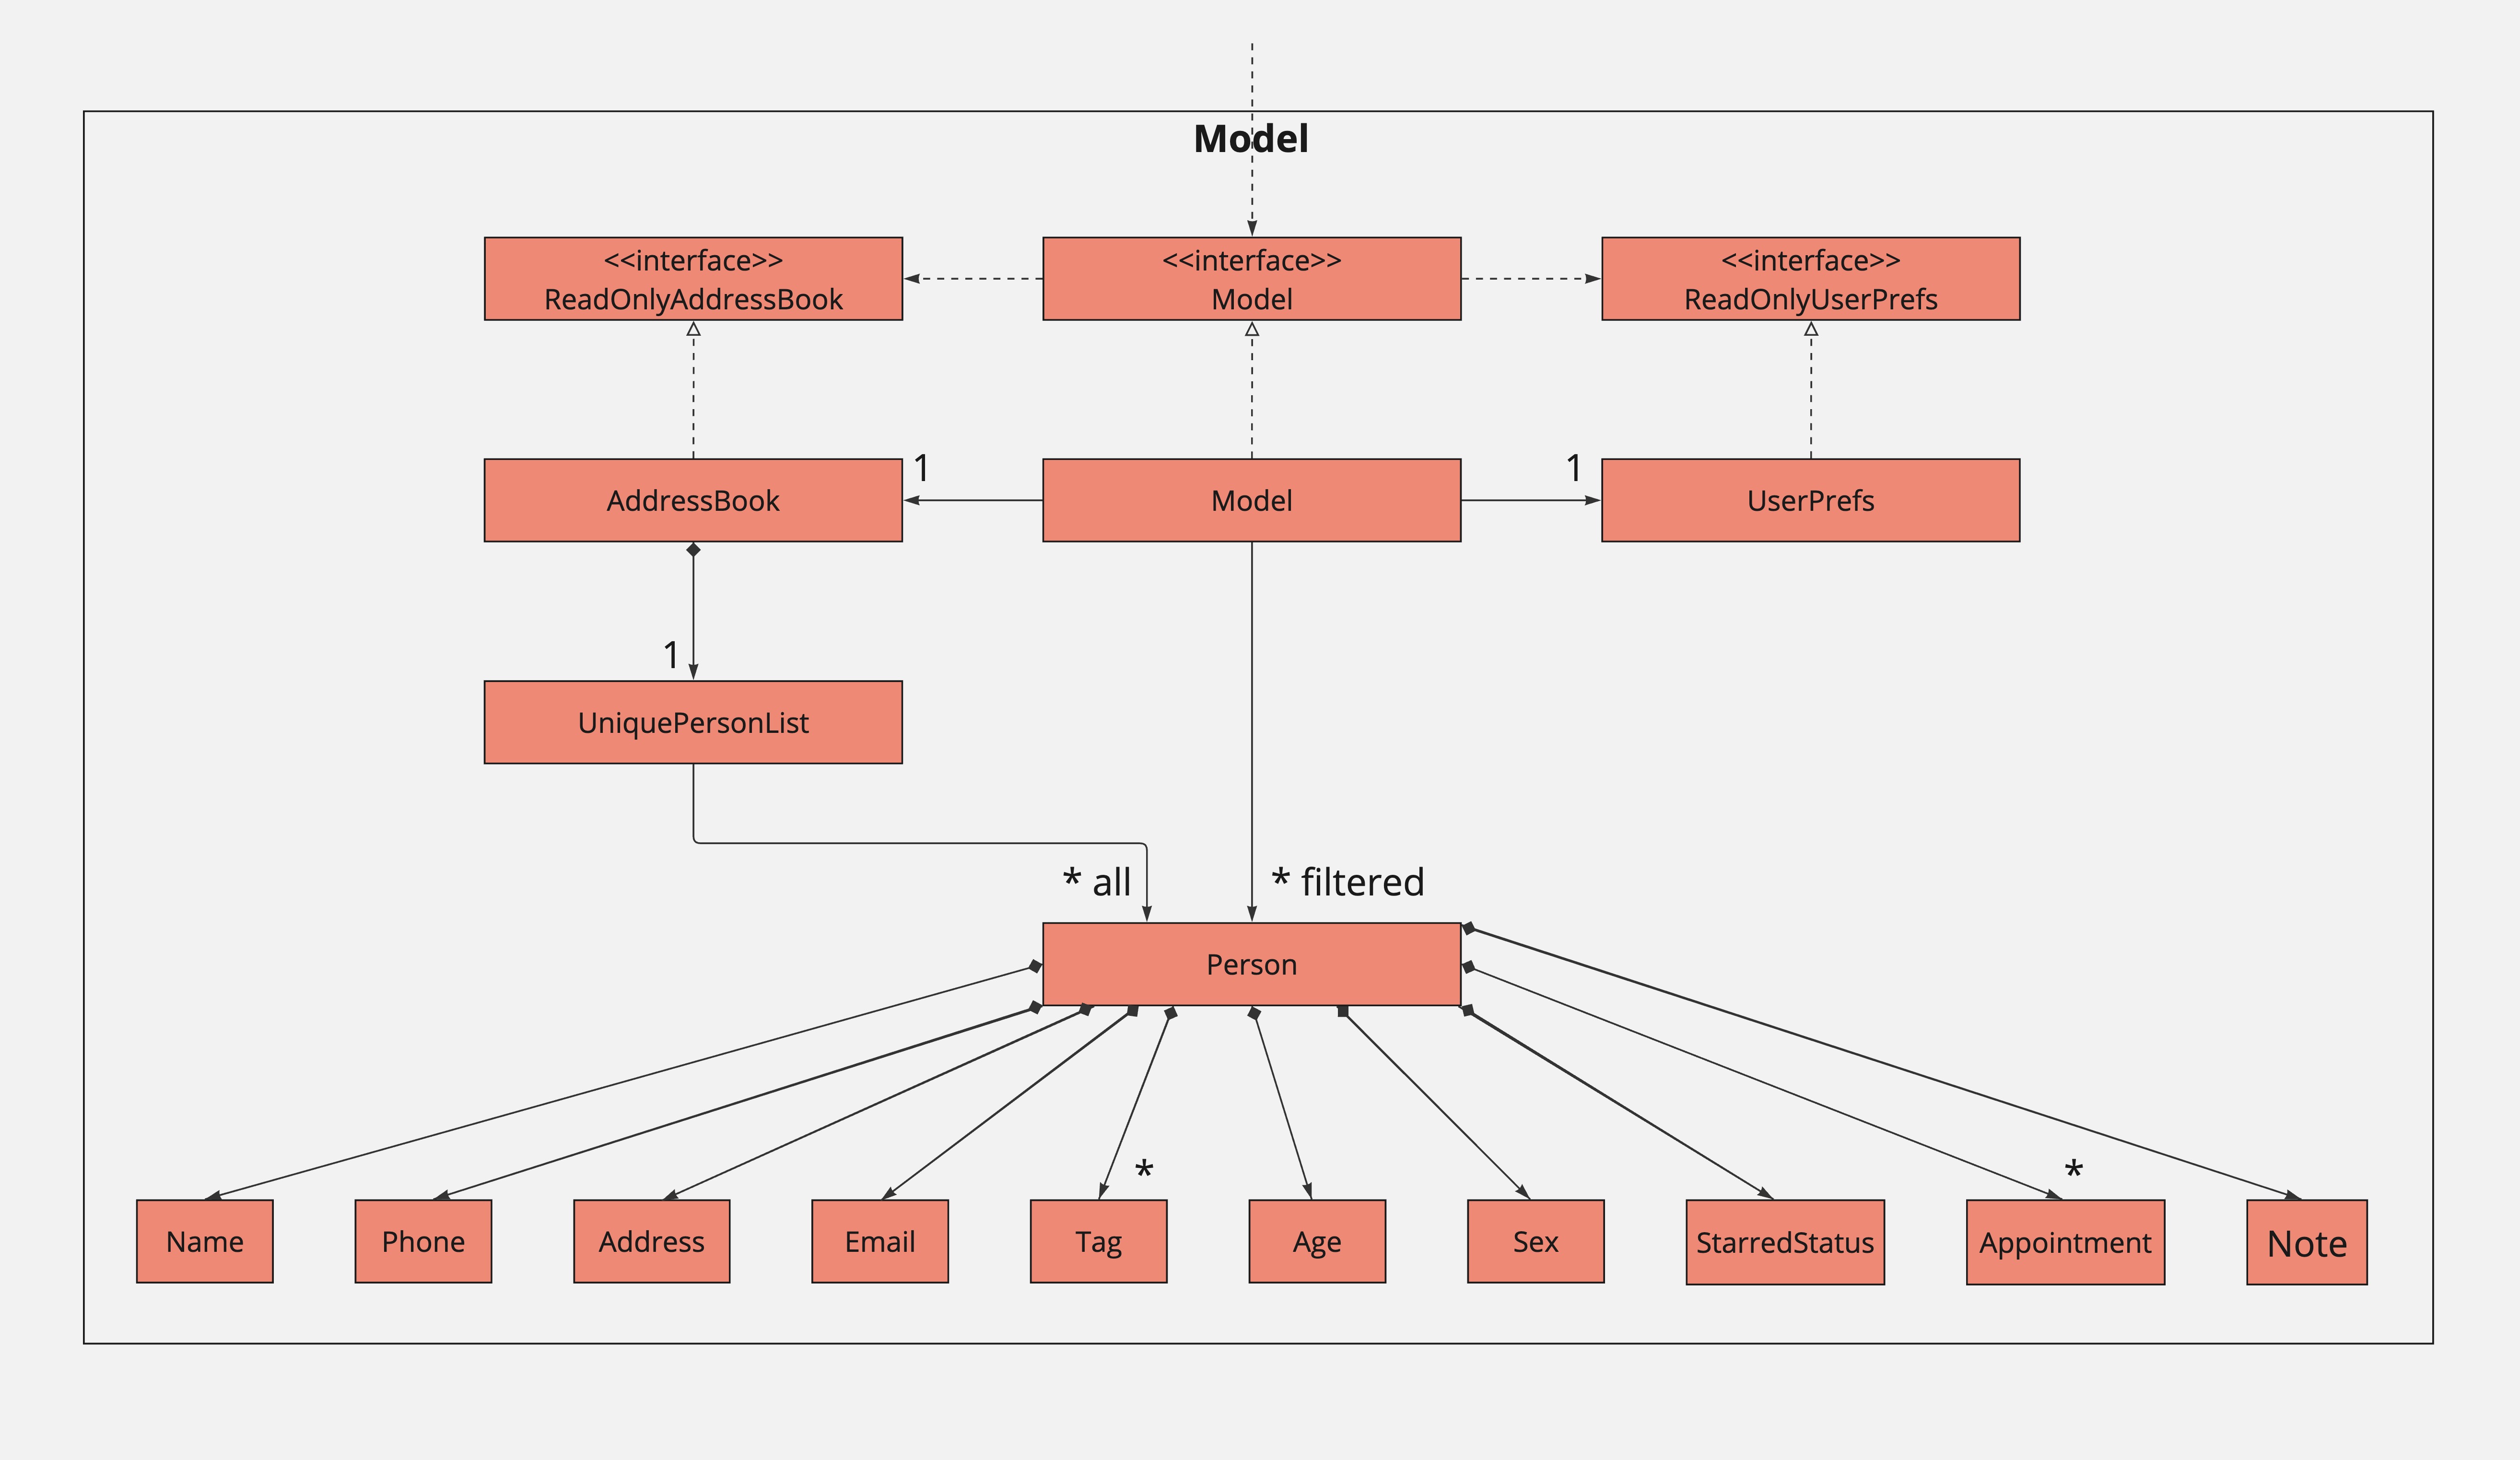 Model
<<interface>>
ReadOnlyAddressBook
<<interface>>
Model
<<interface>>
ReadOnlyUserPrefs
AddressBook
1
Model
1
UserPrefs
1
UniquePersonList
* all
* filtered
Person
*
*
Name
Phone
Address
Email
Tag
Age
Sex
StarredStatus
Appointment
Note